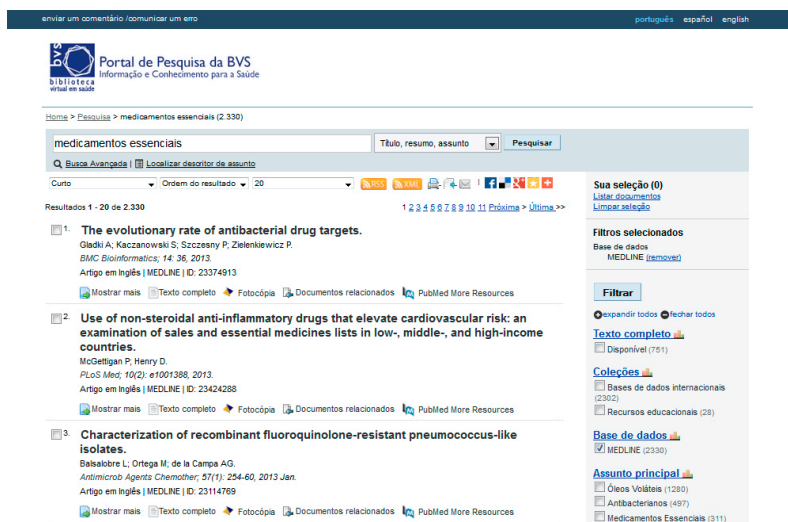 enviar um comentário /comunicar um erro
português español english
bvs
biblioteca
virtual em saúde
Portal de Pesquisa da BVS
Informação e Conhecimento para a Saúde
Home > Pesquisa > medicamentos essenciais (2.330)
medicamentos essenciais
Título, resumo, assunto
Pesquisar
Busca Avançada | Localizar descritor de assunto
Curto
Ordem do resultado
20
RSS
XML
Resultados 1 - 20 de 2.330
1 2 3 4 5 6 7 8 9 10 11 Próxima > Última >>
1. The evolutionary rate of antibacterial drug targets.
Gladki A; Kaczanowski S; Szczesny P; Zielenkiewicz P.
BMC Bioinformatics; 14: 36, 2013.
Artigo em Inglês | MEDLINE | ID: 23374913
Mostrar mais Texto completo Fotocópia Documentos relacionados PubMed More Resources
2. Use of non-steroidal anti-inflammatory drugs that elevate cardiovascular risk: an
examination of sales and essential medicines lists in low-, middle-, and high-income
countries.
McGettigan P; Henry D.
PLoS Med; 10(2): e1001388, 2013.
Artigo em Inglês | MEDLINE | ID: 23424288
Mostrar mais Texto completo Fotocópia Documentos relacionados PubMed More Resources
3. Characterization of recombinant fluoroquinolone-resistant pneumococcus-like
isolates.
Balsalobre L; Ortega M; de la Campa AG.
Antimicrob Agents Chemother; 57(1): 254-60, 2013 Jan.
Artigo em Inglês | MEDLINE | ID: 23114769
Mostrar mais Texto completo Fotocópia Documentos relacionados PubMed More Resources
Sua seleção (0)
Listar documentos
Limpar seleção
Filtros selecionados
Base de dados
MEDLINE (remover)
Filtrar
expandir todos fechar todos
Texto completo
Disponível (751)
Coleções
Bases de dados internacionais
(2302)
Recursos educacionais (28)
Base de dados
MEDLINE (2330)
Assunto principal
Óleos Voláteis (1280)
Antibacterianos (497)
Medicamentos Essenciais (311)